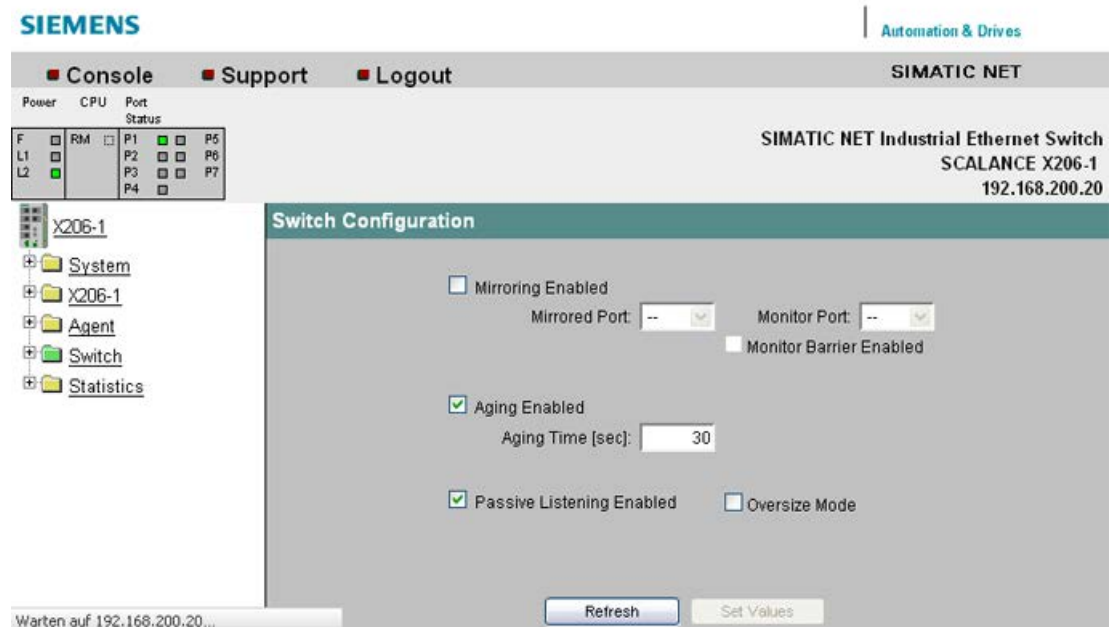 SIEMENS
Automation & Drives
Console Support Logout SIMATIC NET
Power CPU Port Status
F RM P1 P5
L1 P2 P6
L2 P3 P7
P4
SIMATIC NET Industrial Ethernet Switch
SCALANCE X206-1
192.168.200.20
X206-1
System
X206-1
Agent
Switch
Statistics
Switch Configuration
Mirroring Enabled
Mirrored Port: -- Monitor Port: --
Monitor Barrier Enabled
Aging Enabled
Aging Time [sec]: 30
Passive Listening Enabled Oversize Mode
Refresh Set Values
Warten auf 192.168.200.20...